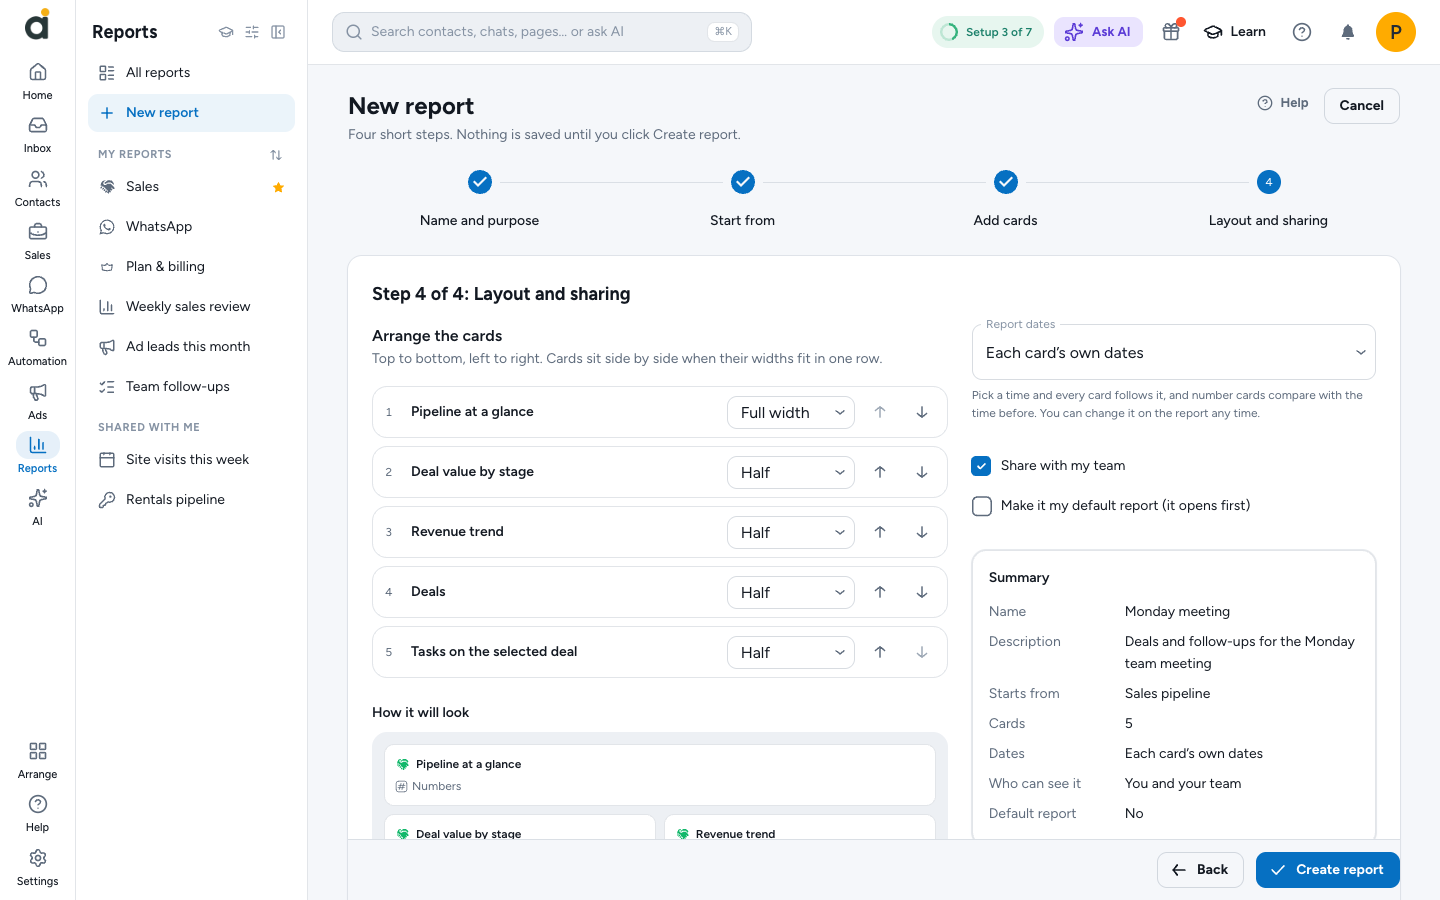 Home
Inbox
Contacts
Sales
WhatsApp
Automation
Ads
Reports
AI
Arrange
Help
Settings
Reports
All reports
New report
MY REPORTS
Sales
WhatsApp
Plan & billing
Weekly sales review
Ad leads this month
Team follow-ups
SHARED WITH ME
Site visits this week
Rentals pipeline
Search contacts, chats, pages... or ask AI
⌘K
Setup 3 of 7
Ask AI
Learn
P
New report
Four short steps. Nothing is saved until you click Create report.
Help
Cancel
4
Name and purpose
Start from
Add cards
Layout and sharing
Step 4 of 4: Layout and sharing
Arrange the cards
Top to bottom, left to right. Cards sit side by side when their widths fit in one row.
1 Pipeline at a glance Full width
2 Deal value by stage Half
3 Revenue trend Half
4 Deals Half
5 Tasks on the selected deal Half
How it will look
Pipeline at a glance
Numbers
Deal value by stage
Revenue trend
Report dates
Each card's own dates
Pick a time and every card follows it, and number cards compare with the
time before. You can change it on the report any time.
Share with my team
Make it my default report (it opens first)
Summary
Name Monday meeting
Description Deals and follow-ups for the Monday
team meeting
Starts from Sales pipeline
Cards 5
Dates Each card's own dates
Who can see it You and your team
Default report No
Back
Create report